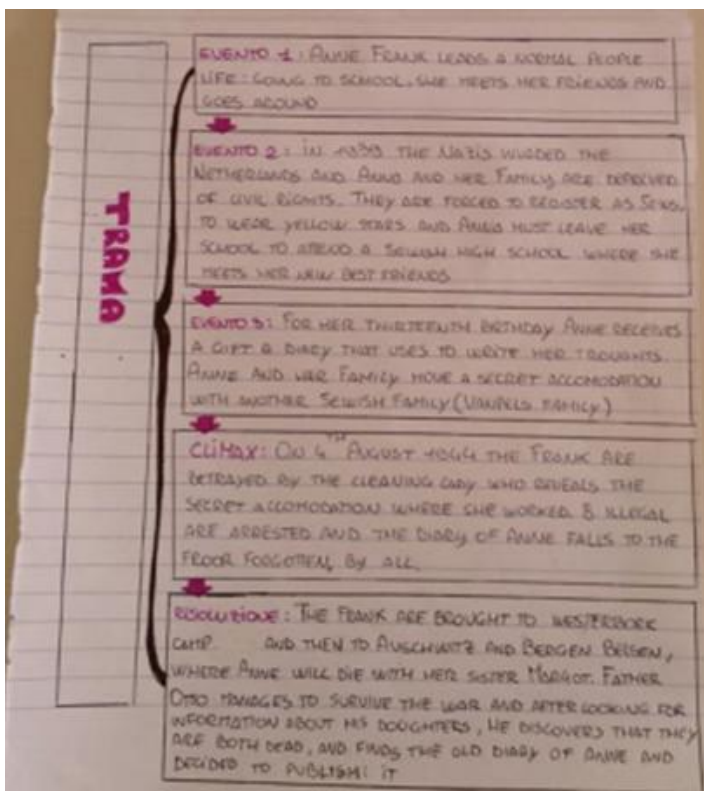 TRAMA
EVENTO 1: ANNE FRANK LEADS A NORMAL PEOPLE
LIFE: GOING TO SCHOOL, SHE MEETS HER FRIENDS AND
GOES AROUND
EVENTO 2: IN 1939 THE NAZIS INVADED THE
NETHERLANDS AND ANNE AND HER FAMILY ARE DEPRIVED
OF CIVIL RIGHTS. THEY ARE FORCED TO REGISTER AS JEWS,
TO WEAR YELLOW STARS AND ANNE MUST LEAVE HER
SCHOOL TO ATTEND A JEWISH HIGH SCHOOL WHERE SHE
MEETS HER NEW BEST FRIENDS
EVENTO 3: FOR HER THIRTEENTH BIRTHDAY ANNE RECEIVES
A GIFT A DIARY THAT USES TO WRITE HER TROUGHTS.
ANNE AND HER FAMILY MOVE A SECRET ACCOMODATION
WITH ANOTHER JEWISH FAMILY (VANPELS FAMILY)
CLIMAX: ON 4TH AUGUST 1944 THE FRANK ARE
BETRAYED BY THE CLEANING LADY WHO REVEALS THE
SECRET ACCOMODATION WHERE SHE WORKED. 8 ILLEGAL
ARE ARRESTED AND THE DIARY OF ANNE FALLS TO THE
FROOR FORGOTTEN, BY ALL.
RISOLUZIONE: THE FRANK ARE BROUGHT TO WESTERBORK
CAMP. AND THEN TO AUSCHWITZ AND BERGEN BELSEN,
WHERE ANNE WILL DIE WITH HER SISTER MARGOT. FATHER
OTTO MANAGES TO SURVIVE THE WAR AND AFTER LOOKING FOR
INFORMATION ABOUT HIS DOUGHTERS, HE DISCOVERS THAT THEY
ARE BOTH DEAD, AND FINDS THE OLD DIARY OF ANNE AND
DECIDED TO PUBLISH IT